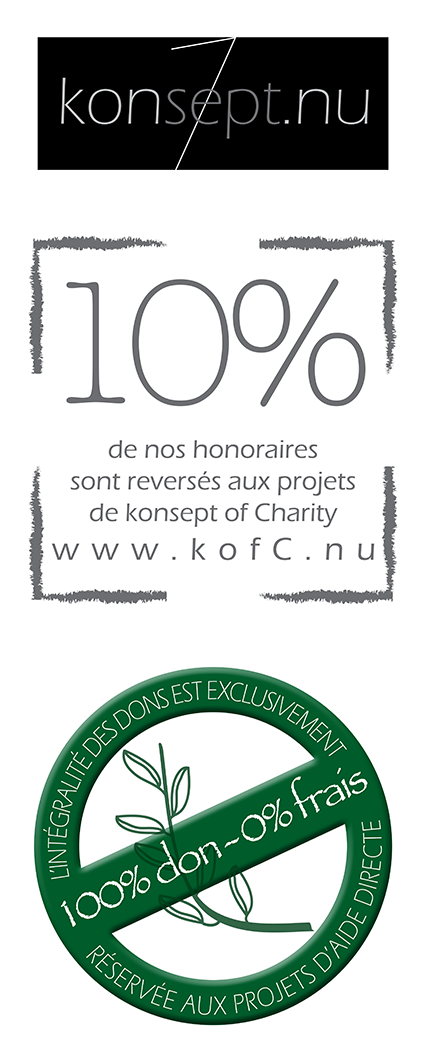 konsept.nu
10%
de nos honoraires
sont reversés aux projets
de konsept of Charity
www.kofC.nu
L'INTÉGRALITÉ DES DONS EST EXCLUSIVEMENT
100% don~0% frais
RÉSERVÉE AUX PROJETS D'AIDE DIRECTE